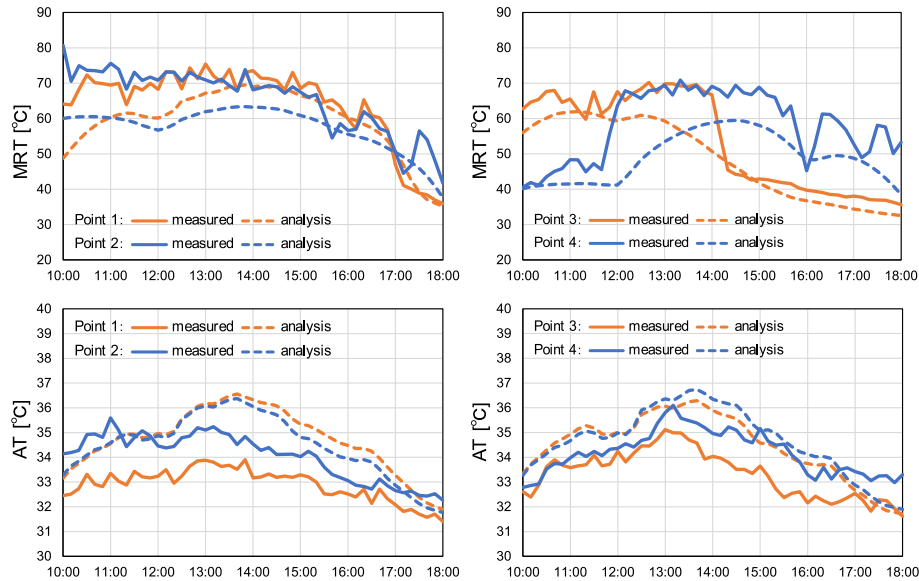 90
80
70
60
50
40
30
20
MRT [°C]
Point 1: measured analysis
Point 2: measured analysis
10:00 11:00 12:00 13:00 14:00 15:00 16:00 17:00 18:00
90
80
70
60
50
40
30
20
MRT [°C]
Point 3: measured analysis
Point 4: measured analysis
10:00 11:00 12:00 13:00 14:00 15:00 16:00 17:00 18:00
40
39
38
37
36
35
34
33
32
31
30
AT [°C]
Point 1: measured analysis
Point 2: measured analysis
10:00 11:00 12:00 13:00 14:00 15:00 16:00 17:00 18:00
40
39
38
37
36
35
34
33
32
31
30
AT [°C]
Point 3: measured analysis
Point 4: measured analysis
10:00 11:00 12:00 13:00 14:00 15:00 16:00 17:00 18:00